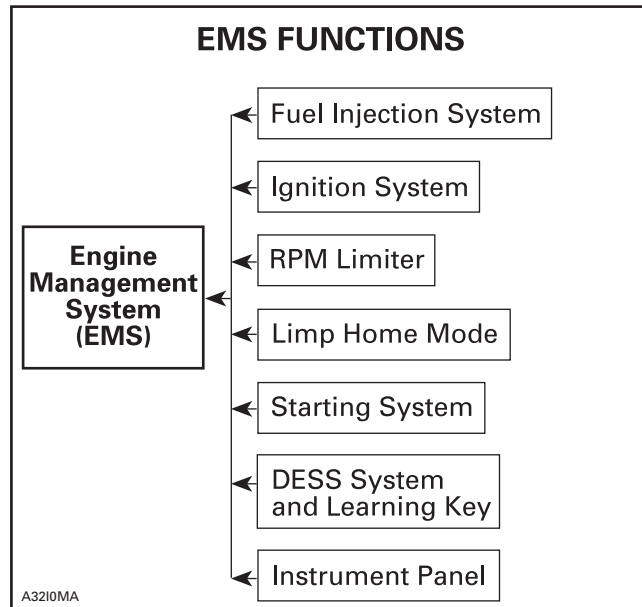 EMS FUNCTIONS
Fuel Injection System
Ignition System
RPM Limiter
Engine
Management
System
(EMS)
Limp Home Mode
Starting System
DESS System
and Learning Key
Instrument Panel
A32I0MA